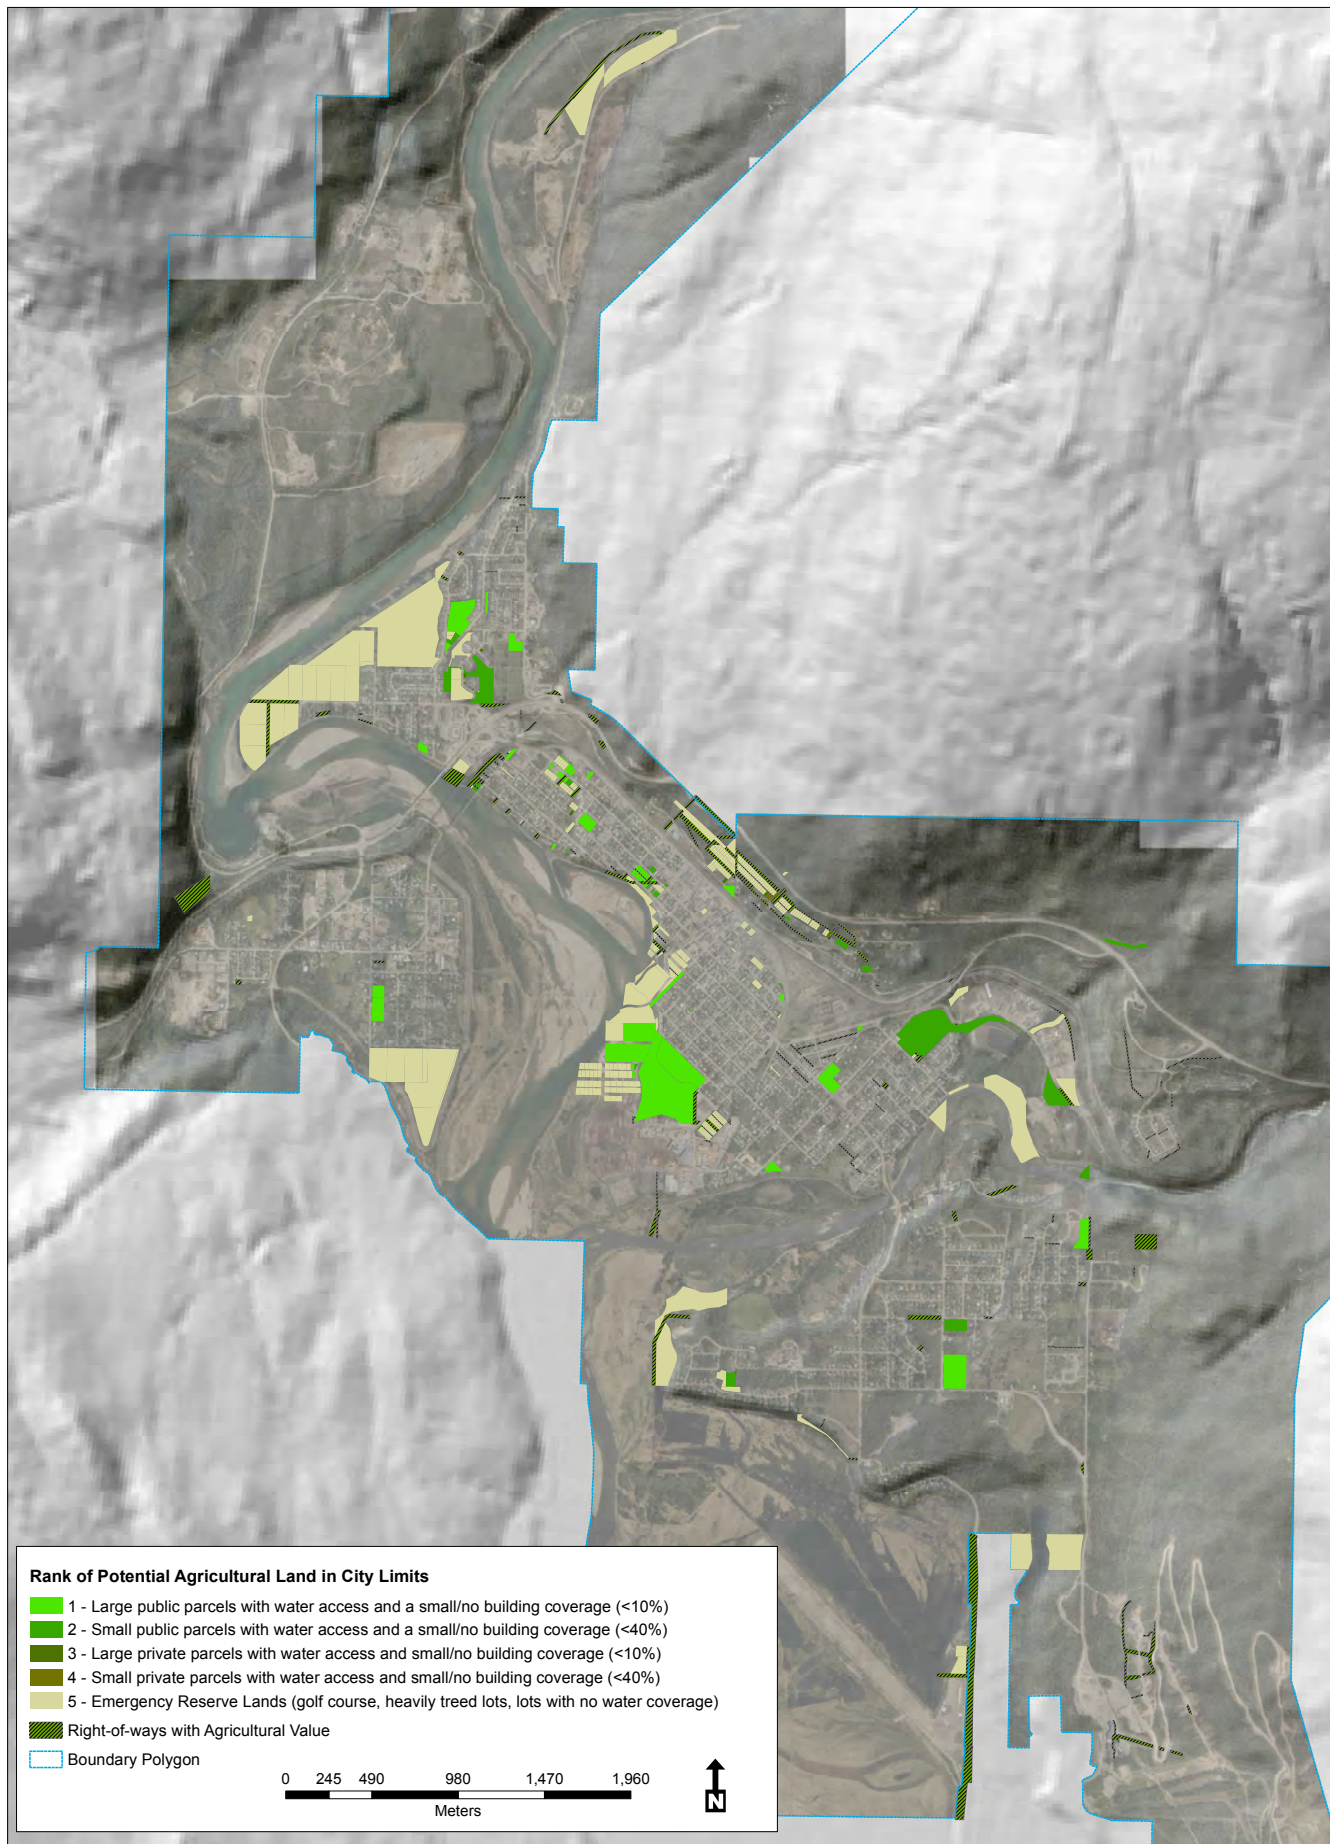 Rank of Potential Agricultural Land in City Limits
1 - Large public parcels with water access and a small/no building coverage (<10%)
2 - Small public parcels with water access and a small/no building coverage (<40%)
3 - Large private parcels with water access and small/no building coverage (<10%)
4 - Small private parcels with water access and small/no building coverage (<40%)
5 - Emergency Reserve Lands (golf course, heavily treed lots, lots with no water coverage)
Right-of-ways with Agricultural Value
Boundary Polygon
0 245 490 980 1,470 1,960
Meters
N